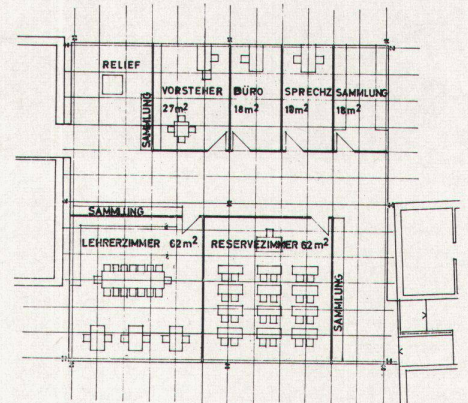 RELIEF
VORSTEHER
27m²
BÜRO
18m²
SPRECHZ
18m²
SAMMLUNG
18m²
SAMMLUNG
SAMMLUNG
LEHRERZIMMER 62m²
RESERVEZIMMER 62m²
SAMMLUNG